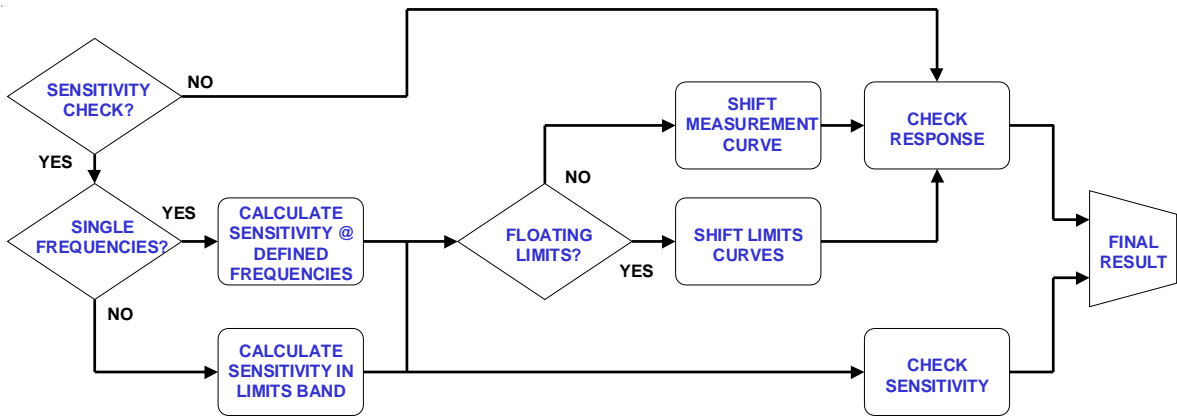 NO
SENSITIVITY
CHECK?
YES
SHIFT
MEASUREMENT
CURVE
CHECK
RESPONSE
NO
YES
SINGLE
FREQUENCIES?
CALCULATE
SENSITIVITY @
DEFINED
FREQUENCIES
FLOATING
LIMITS?
YES
SHIFT LIMITS
CURVES
FINAL
RESULT
NO
CALCULATE
SENSITIVITY IN
LIMITS BAND
CHECK
SENSITIVITY